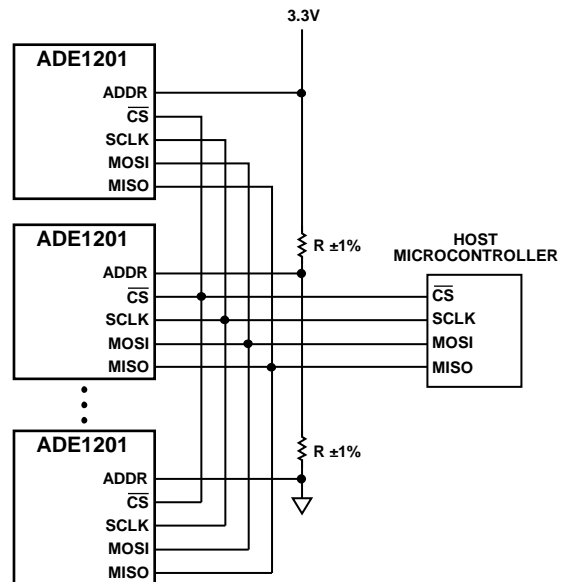 3.3V
ADE1201
ADDR
CS
SCLK
MOSI
MISO
R ±1%
ADE1201
ADDR
CS
SCLK
MOSI
MISO
HOST
MICROCONTROLLER
CS
SCLK
MOSI
MISO
ADE1201
R ±1%
ADDR
CS
SCLK
MOSI
MISO